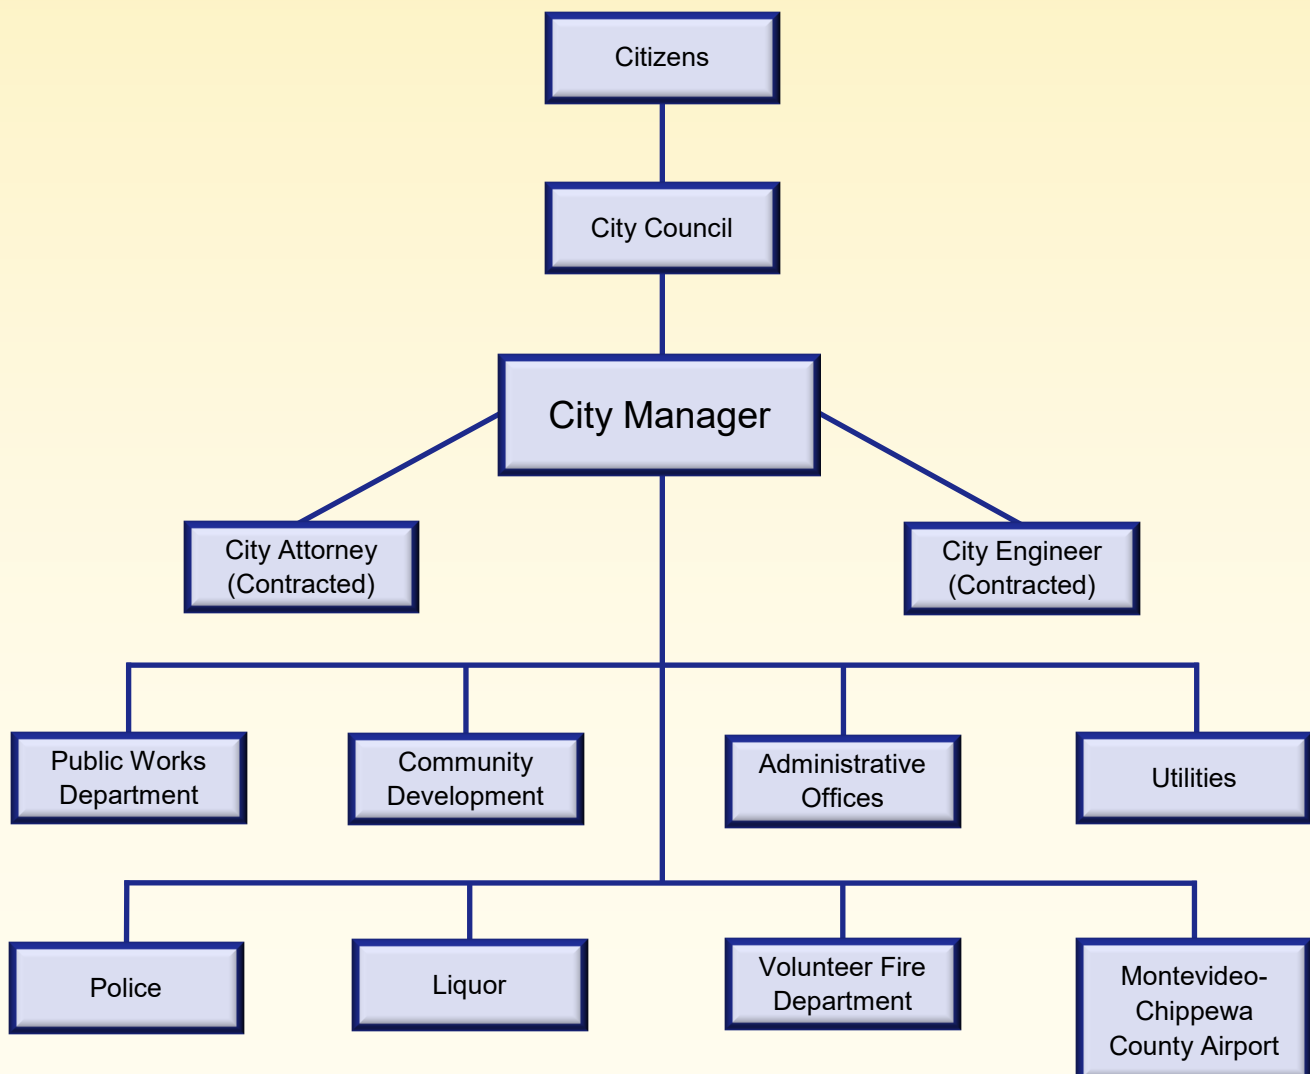 Citizens
City Council
City Manager
City Attorney
(Contracted)
City Engineer
(Contracted)
Public Works
Department
Community
Development
Administrative
Offices
Utilities
Police
Liquor
Volunteer Fire
Department
Montevideo-
Chippewa
County Airport